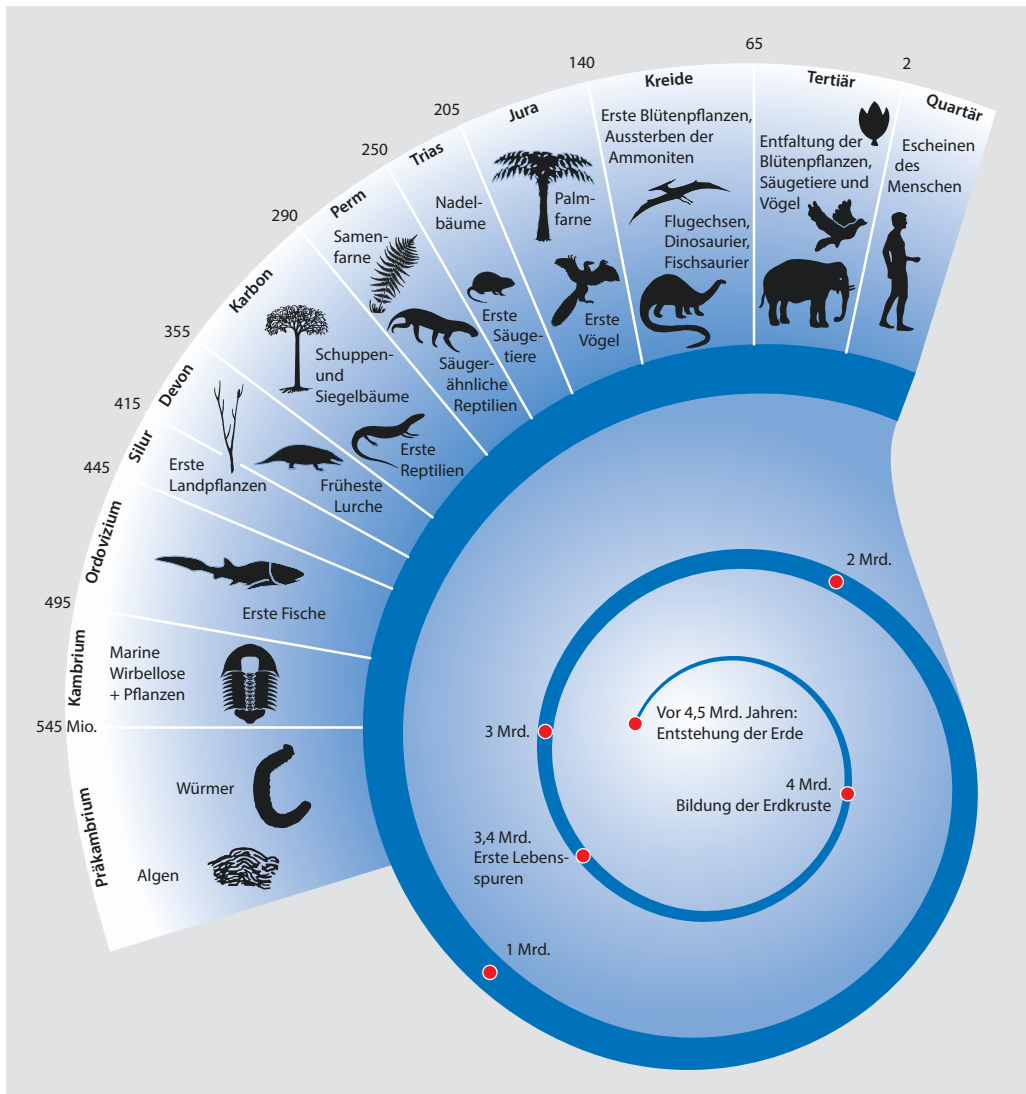 65
2
140
Kreide
Tertiär
Quartär
205
Jura
250
Trias
290
Perm
Karbon
355
Devon
415
Silur
445
Ordovizium
495
Kambrium
545 Mio.
Präkambrium
Erste Blütenpflanzen,
Aussterben der
Ammoniten
Flugechsen,
Dinosaurier,
Fischsaurier
Entfaltung der
Blütenpflanzen,
Säugetiere und
Vögel
Escheinen
des
Menschen
Palm-
farne
Erste
Vögel
Nadel-
bäume
Erste
Säuge-
tiere
Samen-
farne
Säuger-
ähnliche
Reptilien
Schuppen-
und
Siegelbäume
Erste
Reptilien
Früheste
Lurche
Erste
Landpflanzen
Erste Fische
Marine
Wirbellose
+ Pflanzen
Würmer
Algen
2 Mrd.
Vor 4,5 Mrd. Jahren:
Entstehung der Erde
3 Mrd.
4 Mrd.
Bildung der Erdkruste
3,4 Mrd.
Erste Lebens-
spuren
1 Mrd.